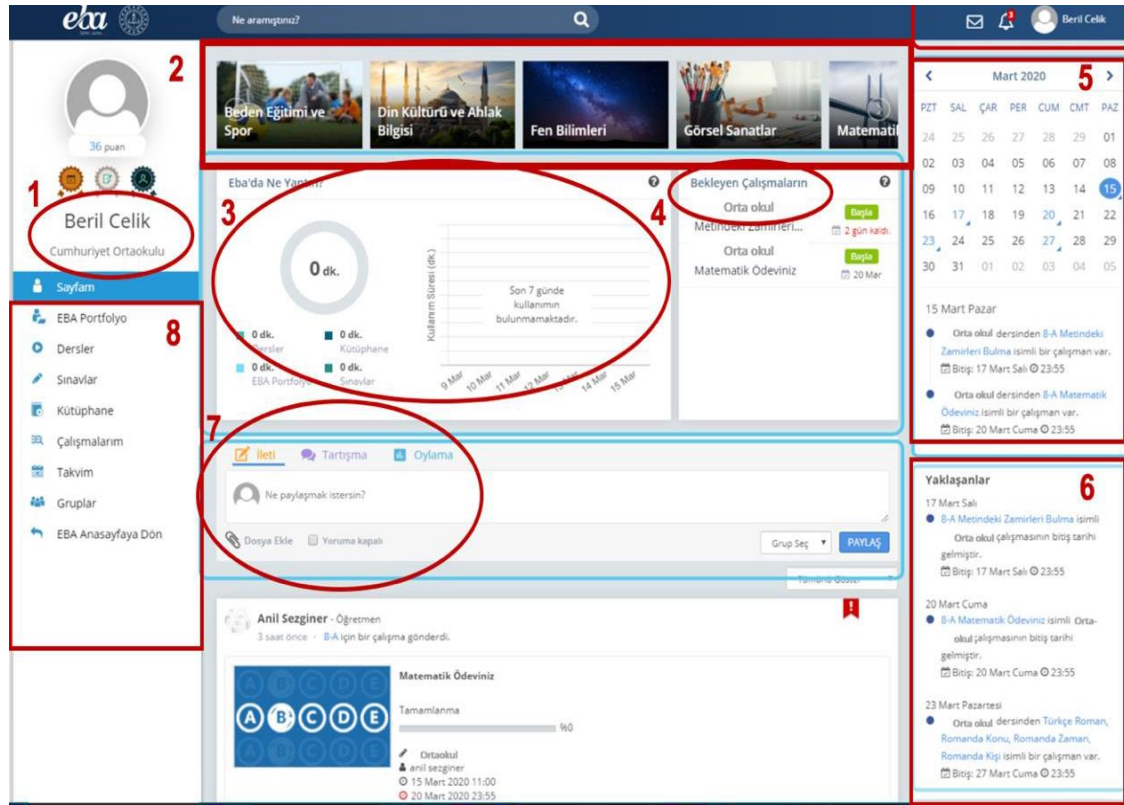 eba
Ne aramıştınız?
3
Beril Celik
2
Beden Eğitimi ve
Spor
Din Kültürü ve Ahlak
Bilgisi
Fen Bilimleri
Görsel Sanatlar
Matemati
36 puan
1
Beril Celik
Cumhuriyet Ortaokulu
Sayfam
8
EBA Portfolyo
Dersler
Sınavlar
Kütüphane
Çalışmalarım
Takvim
Gruplar
EBA Anasayfaya Dön
Eba'da Ne Yaptın?
3
0 dk.
0 dk.
Dersler
0 dk.
Kütüphane
0 dk.
EBA Portfolyo
0 dk.
Sınavlar
Kullanım Süresi (dk.)
Son 7 günde
kullanımın
bulunmamaktadır.
9 Mar 10 Mar 11 Mar 12 Mar 13 Mar 14 Mar 15 Mar
4
Bekleyen Çalışmaların
Orta okul
Metindeki Zamirleri...
Başla
2 gün kaldı.
Orta okul
Matematik Ödeviniz
Başla
20 Mar
7
İleti Tartışma Oylama
Ne paylaşmak istersin?
Dosya Ekle Yoruma kapalı
Grup Seç PAYLAŞ
Tümünü Göster
Anil Sezginer - Öğretmen
3 saat önce · 8-A için bir çalışma gönderdi.
A B C D E
A B C D E
A B C D E
Matematik Ödeviniz
Tamamlanma
%0
Ortaokul
anil sezginer
15 Mart 2020 11:00
20 Mart 2020 23:55
Mart 2020
5
PZT SAL ÇAR PER CUM CMT PAZ
24 25 26 27 28 29 01
02 03 04 05 06 07 08
09 10 11 12 13 14 15
16 17 18 19 20 21 22
23 24 25 26 27 28 29
30 31 01 02 03 04 05
15 Mart Pazar
Orta okul dersinden 8-A Metindeki
Zamirleri Bulma isimli bir çalışman var.
Bitiş: 17 Mart Salı 23:55
Orta okul dersinden 8-A Matematik
Ödeviniz isimli bir çalışman var.
Bitiş: 20 Mart Cuma 23:55
Yaklaşanlar
6
17 Mart Salı
8-A Metindeki Zamirleri Bulma isimli
Orta okul çalışmasının bitiş tarihi
gelmiştir.
Bitiş: 17 Mart Salı 23:55
20 Mart Cuma
8-A Matematik Ödeviniz isimli Orta-
okul çalışmasının bitiş tarihi
gelmiştir.
Bitiş: 20 Mart Cuma 23:55
23 Mart Pazartesi
Orta okul dersinden Türkçe Roman,
Romanda Konu, Romanda Zaman,
Romanda Kişi isimli bir çalışman var.
Bitiş: 27 Mart Cuma 23:55